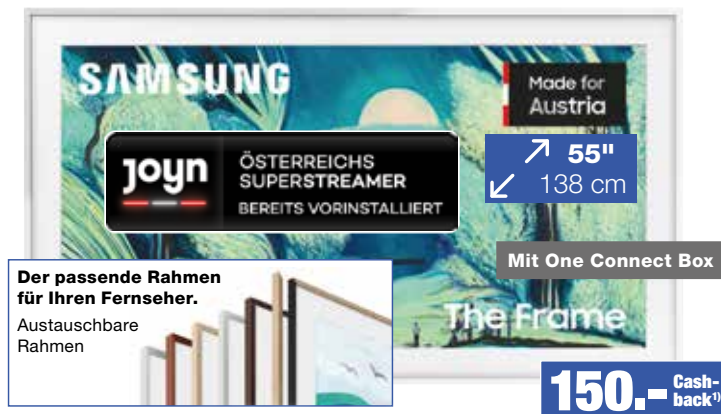 SAMSUNG
Made for
Austria
joyn
ÖSTERREICHS
SUPERSTREAMER
BEREITS VORINSTALLIERT
55"
138 cm
Mit One Connect Box
Der passende Rahmen
für Ihren Fernseher.
Austauschbare
Rahmen
The Frame
150.– Cash-
back1)